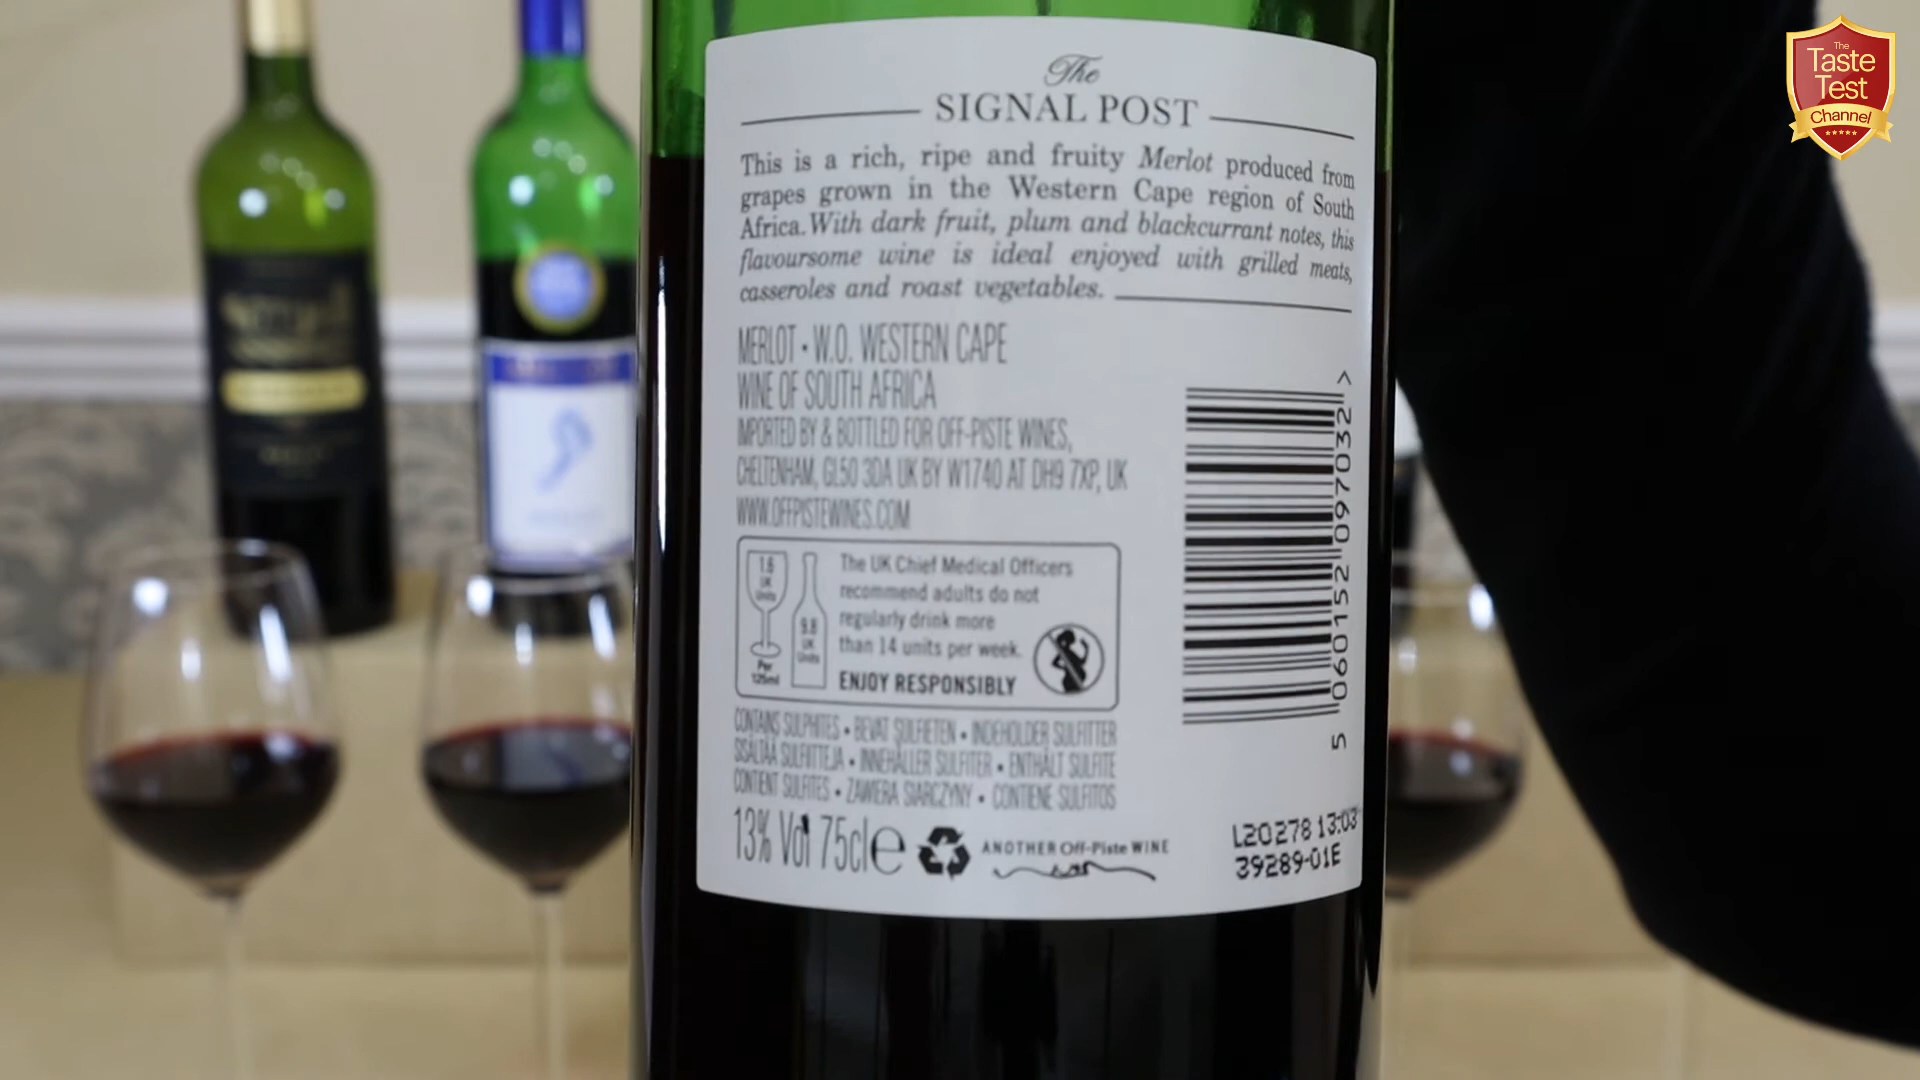 The
Taste
Test
Channel
The
SIGNAL POST
This is a rich, ripe and fruity Merlot produced from
grapes grown in the Western Cape region of South
Africa. With dark fruit, plum and blackcurrant notes, this
flavoursome wine is ideal enjoyed with grilled meats,
casseroles and roast vegetables.
MERLOT • W.O. WESTERN CAPE
WINE OF SOUTH AFRICA
IMPORTED BY & BOTTLED FOR OFF-PISTE WINES,
CHELTENHAM, GL50 3DA UK BY W1740 AT DH9 7XP, UK
WWW.OFFPISTEWINES.COM
1.6
UK
Units
Per
125ml
9.8
UK
Units
The UK Chief Medical Officers
recommend adults do not
regularly drink more
than 14 units per week.
ENJOY RESPONSIBLY
5 060152 097032 >
CONTAINS SULPHITES • BEVAT SULFIETEN • INDEHOLDER SULFITTER
SISÄLTÄÄ SULFIITTEJA • INNEHÅLLER SULFITER • ENTHÄLT SULFITE
CONTIENT SULFITES • ZAWIERA SIARCZYNY • CONTIENE SULFITOS
13% Vol 75cl e
ANOTHER Off-Piste WINE
L20278 13:03
39289-01E